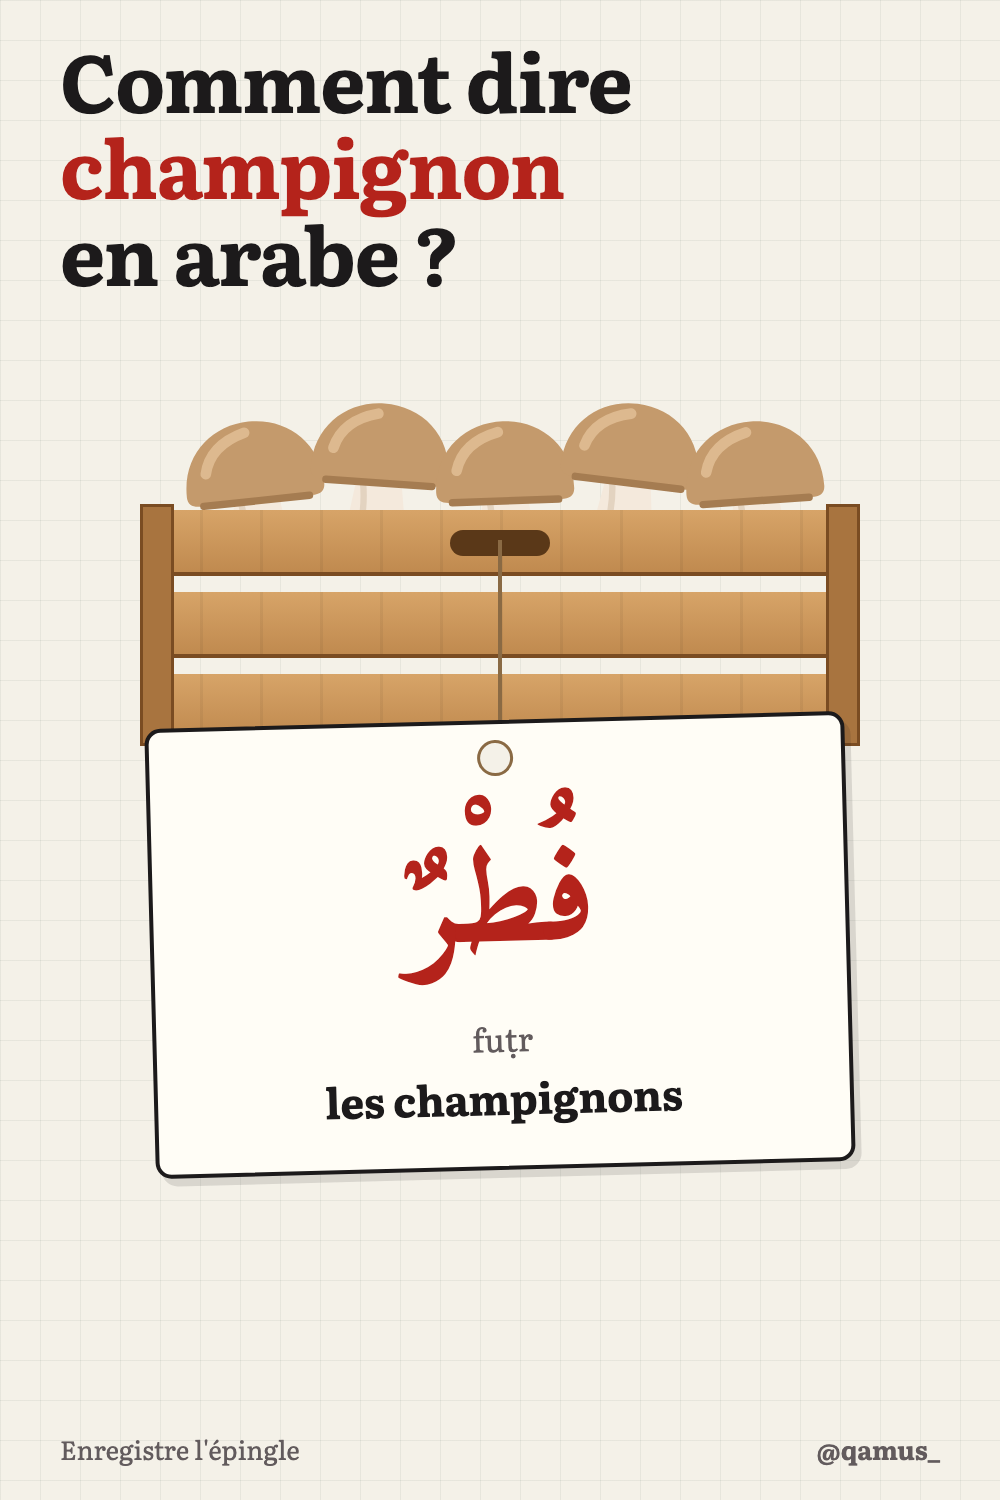 Comment dire
champignon
en arabe ?
فُطْرٌ
fuṭr
les champignons
Enregistre l'épingle
@qamus_